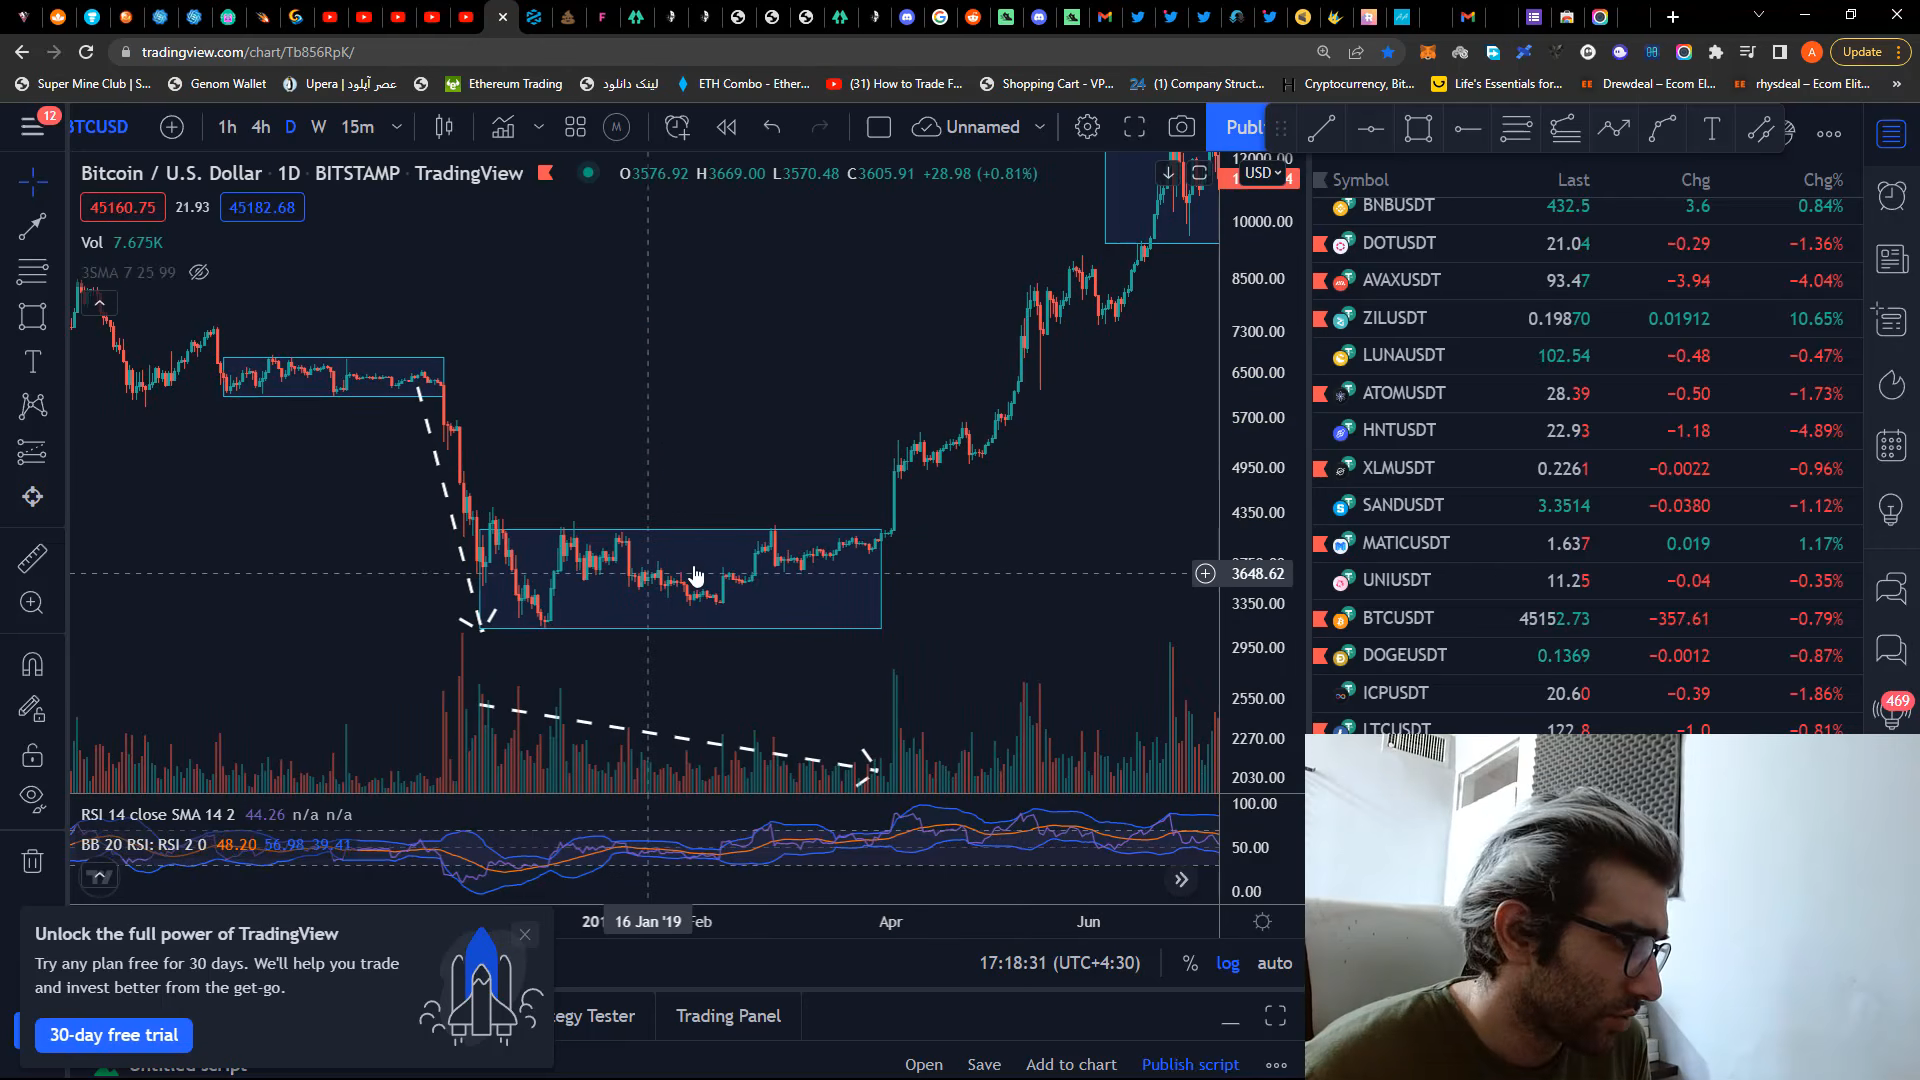 tradingview.com/chart/Tb856RpK/
Update
Super Mine Club | S...
Genom Wallet
Upera | عصر آپلود
Ethereum Trading
لینک دانلود
ETH Combo - Ether...
(31) How to Trade F...
Shopping Cart - VP...
24 (1) Company Struct...
Cryptocurrency, Bit...
Life's Essentials for...
EE Drewdeal – Ecom El...
EE rhysdeal – Ecom Elit...
12
BTCUSD
1h 4h D W 15m
M
Unnamed
Publ
Bitcoin / U.S. Dollar · 1D · BITSTAMP · TradingView
O3576.92 H3669.00 L3570.48 C3605.91 +28.98 (+0.81%)
45160.75 21.93 45182.68
Vol 7.675K
3SMA 7 25 99
12000.00
USD
10000.00
8500.00
7300.00
6500.00
5700.00
4950.00
4350.00
3648.62
3350.00
2950.00
2550.00
2270.00
2030.00
RSI 14 close SMA 14 2 44.26 n/a n/a
BB 20 RSI: RSI 2 0 48.20 56.98 39.41
100.00
50.00
0.00
201
16 Jan '19
Feb
Apr
Jun
Unlock the full power of TradingView
Try any plan free for 30 days. We'll help you trade
and invest better from the get-go.
30-day free trial
17:18:31 (UTC+4:30)
% log auto
egy Tester
Trading Panel
Open Save Add to chart Publish script
Symbol Last Chg Chg%
BNBUSDT 432.5 3.6 0.84%
DOTUSDT 21.04 −0.29 −1.36%
AVAXUSDT 93.47 −3.94 −4.04%
ZILUSDT 0.19870 0.01912 10.65%
LUNAUSDT 102.54 −0.48 −0.47%
ATOMUSDT 28.39 −0.50 −1.73%
HNTUSDT 22.93 −1.18 −4.89%
XLMUSDT 0.2261 −0.0022 −0.96%
SANDUSDT 3.3514 −0.0380 −1.12%
MATICUSDT 1.637 0.019 1.17%
UNIUSDT 11.25 −0.04 −0.35%
BTCUSDT 45152.73 −357.61 −0.79%
DOGEUSDT 0.1369 −0.0012 −0.87%
ICPUSDT 20.60 −0.39 −1.86%
LTCUSDT 122.8 −1.0 −0.81%
469